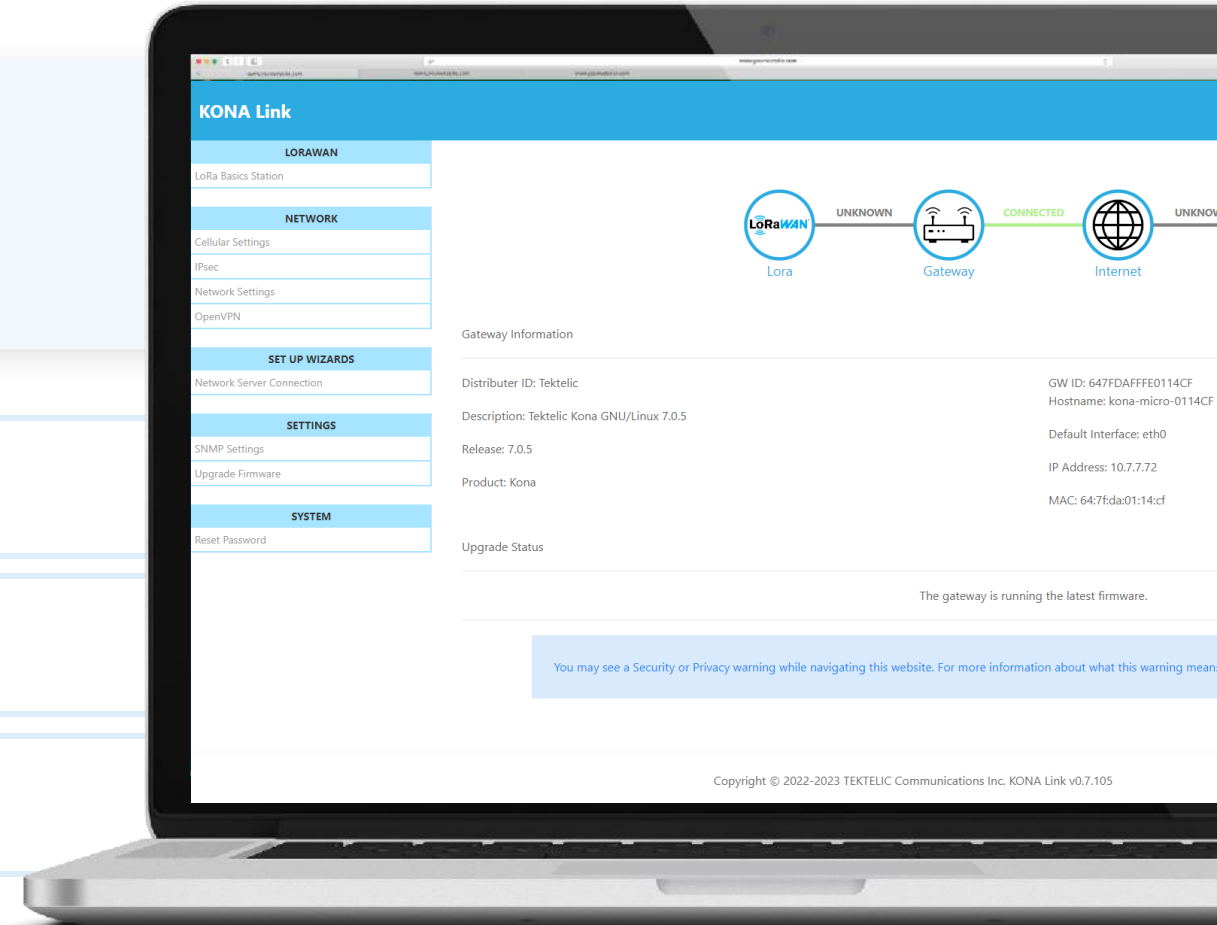 KONA Link
LORAWAN
LoRa Basics Station
NETWORK
Cellular Settings
IPsec
Network Settings
OpenVPN
SET UP WIZARDS
Network Server Connection
SETTINGS
SNMP Settings
Upgrade Firmware
SYSTEM
Reset Password
LoRaWAN
UNKNOWN
CONNECTED
Lora
Gateway
Internet
Gateway Information
Distributer ID: Tektelic
Description: Tektelic Kona GNU/Linux 7.0.5
Release: 7.0.5
Product: Kona
GW ID: 647FDAFFFE0114CF
Hostname: kona-micro-0114CF
Default Interface: eth0
IP Address: 10.7.7.72
MAC: 64:7f:da:01:14:cf
Upgrade Status
The gateway is running the latest firmware.
You may see a Security or Privacy warning while navigating this website. For more information about what this warning means
Copyright © 2022-2023 TEKTELIC Communications Inc. KONA Link v0.7.105